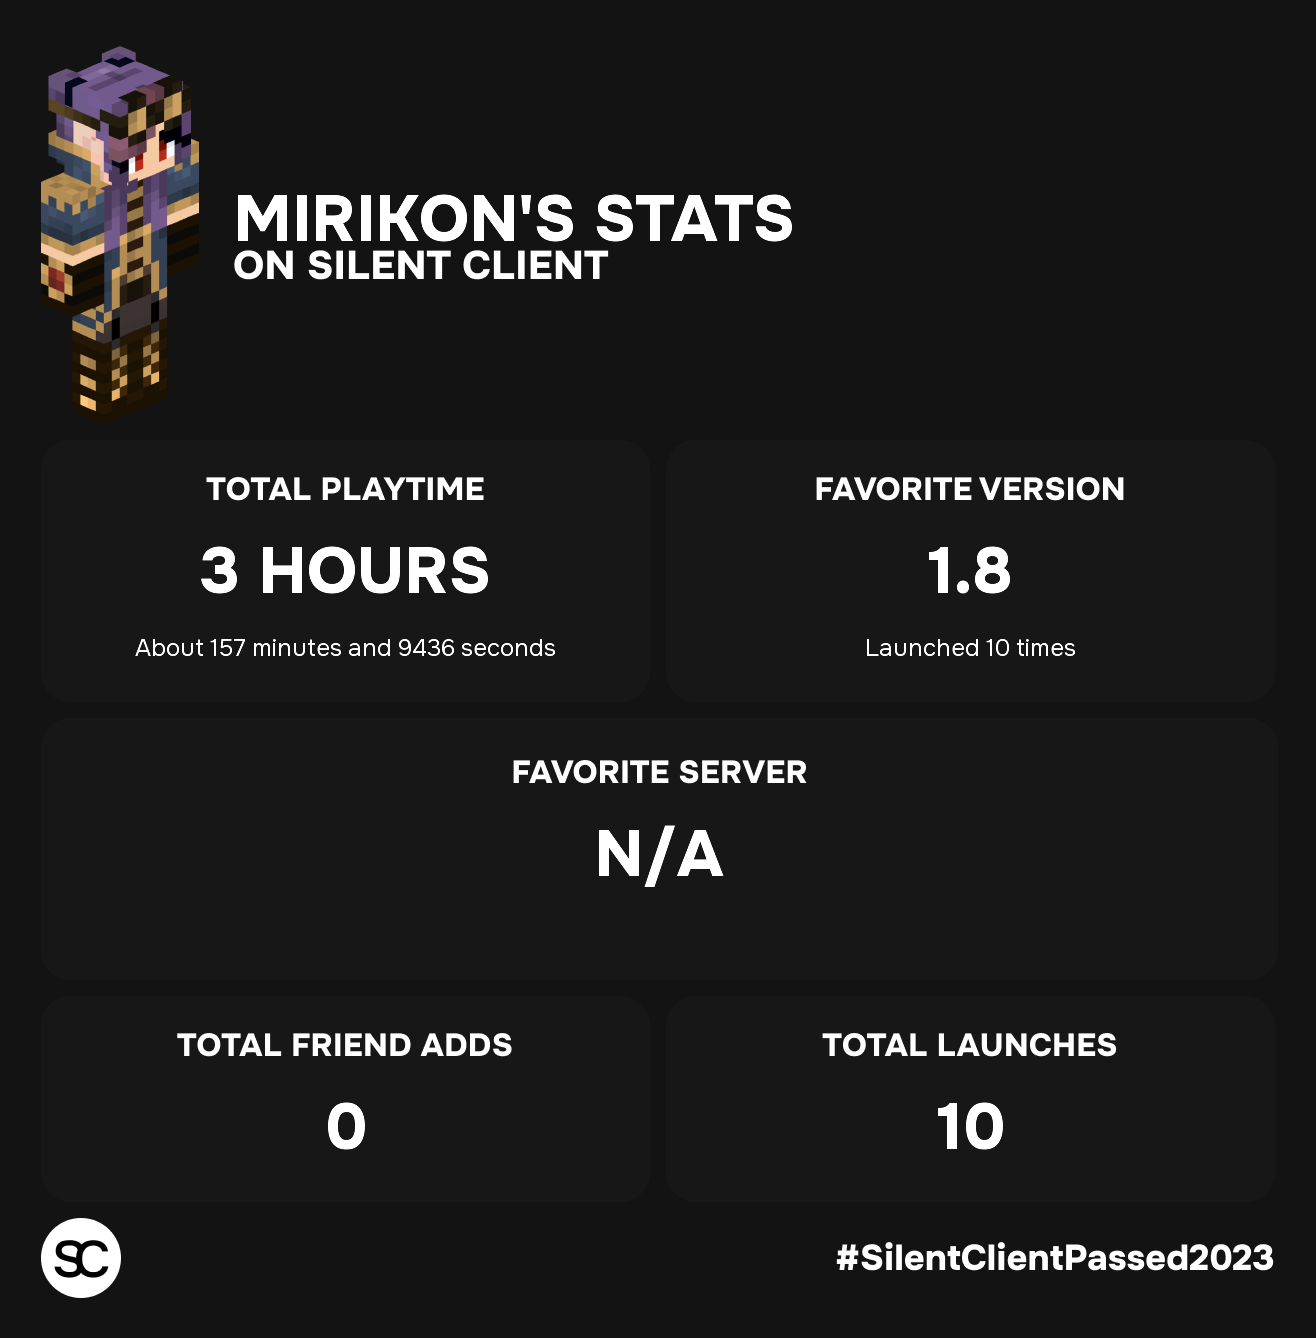 MIRIKON'S STATS
ON SILENT CLIENT
TOTAL PLAYTIME
3 HOURS
About 157 minutes and 9436 seconds
FAVORITE VERSION
1.8
Launched 10 times
FAVORITE SERVER
N/A
TOTAL FRIEND ADDS
0
TOTAL LAUNCHES
10
SC
#SilentClientPassed2023